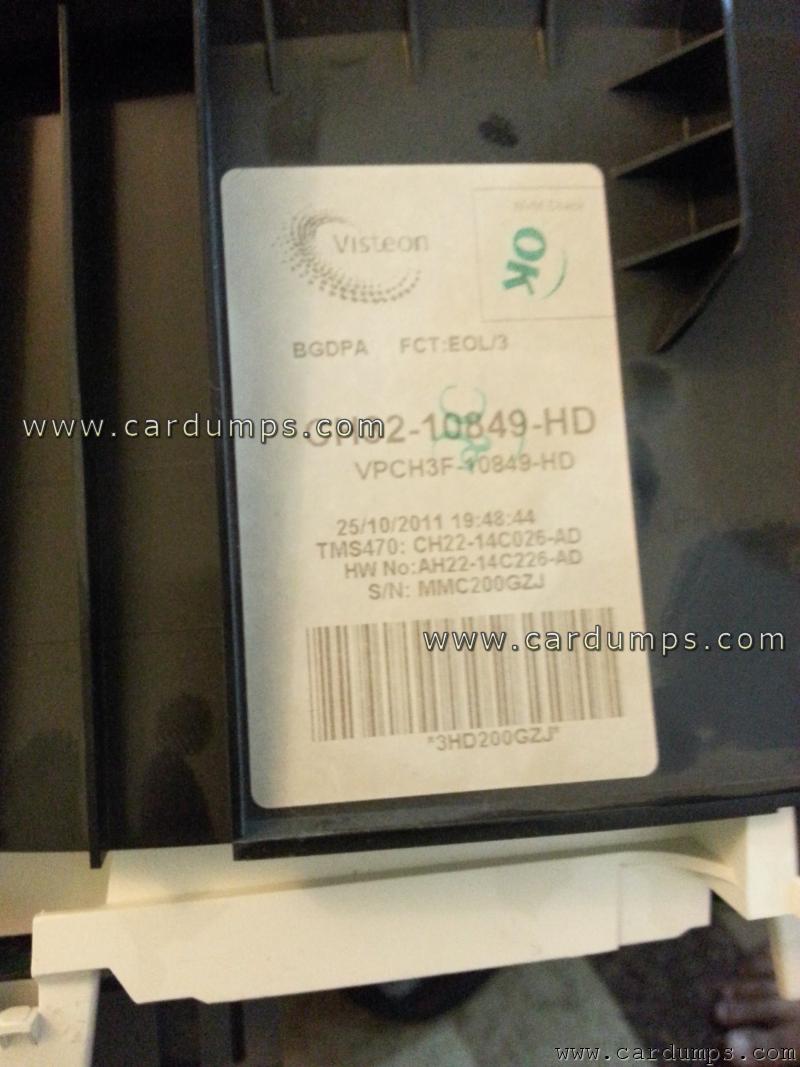 Visteon
OK
BGDPA FCT:EOL/3
www.cardumps.com
CH22-10849-HD
VPCH3F-10849-HD
25/10/2011 19:48:44
TMS470: CH22-14C026-AD
HW No:AH22-14C226-AD
S/N: MMC200GZJ
www.cardumps.com
*3HD200GZJ*
www.cardumps.com